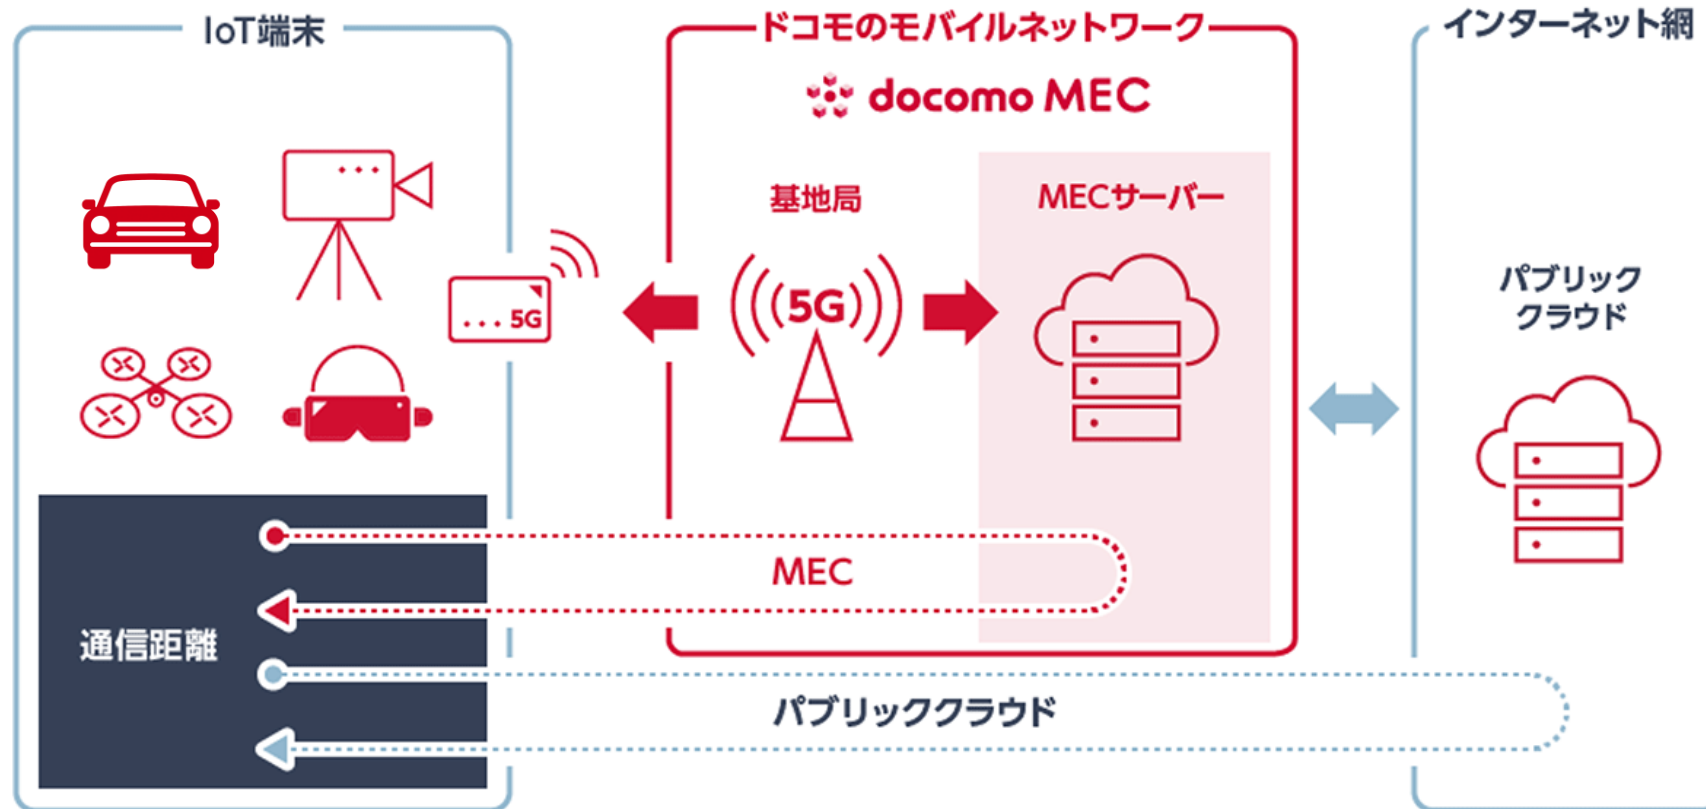 IoT端末
ドコモのモバイルネットワーク
インターネット網
docomo MEC
基地局
MECサーバー
5G
... 5G
パブリック
クラウド
MEC
通信距離
パブリッククラウド